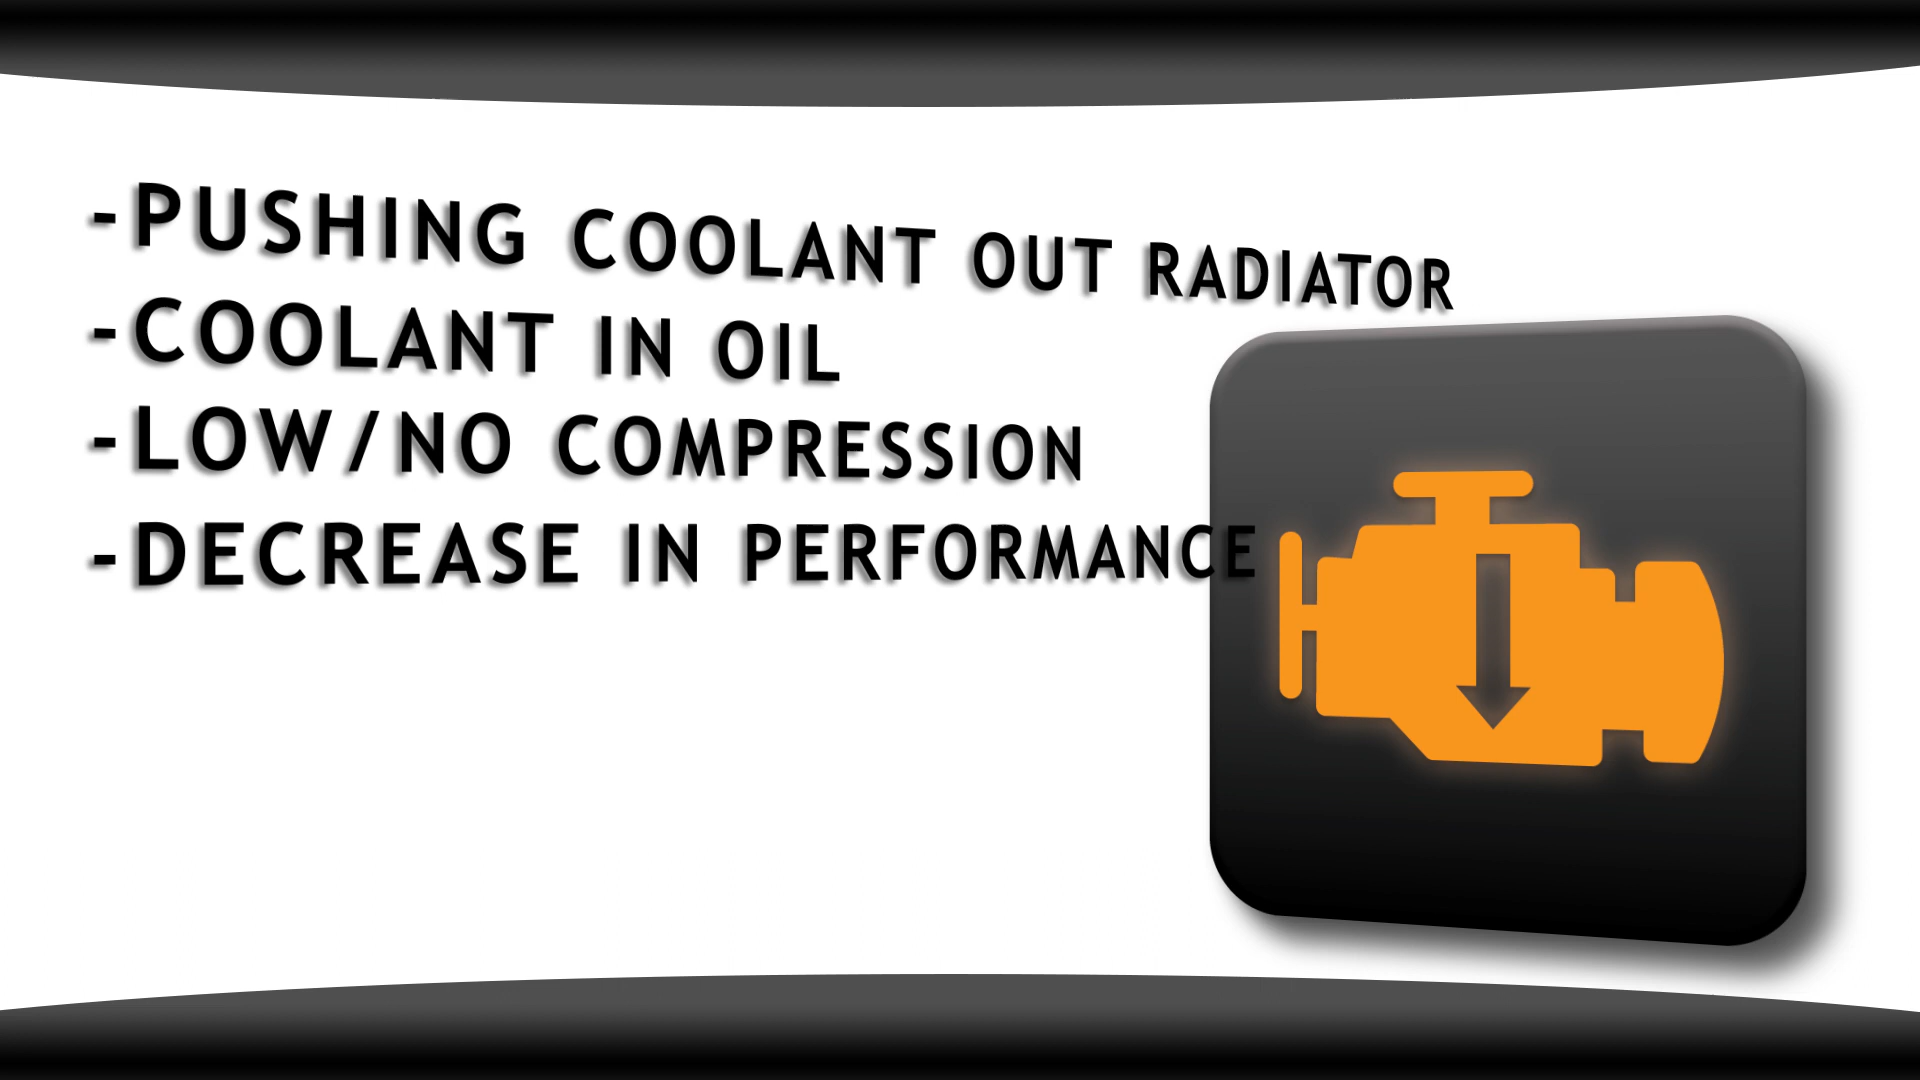 -PUSHING COOLANT OUT RADIATOR
-COOLANT IN OIL
-LOW/NO COMPRESSION
-DECREASE IN PERFORMANCE